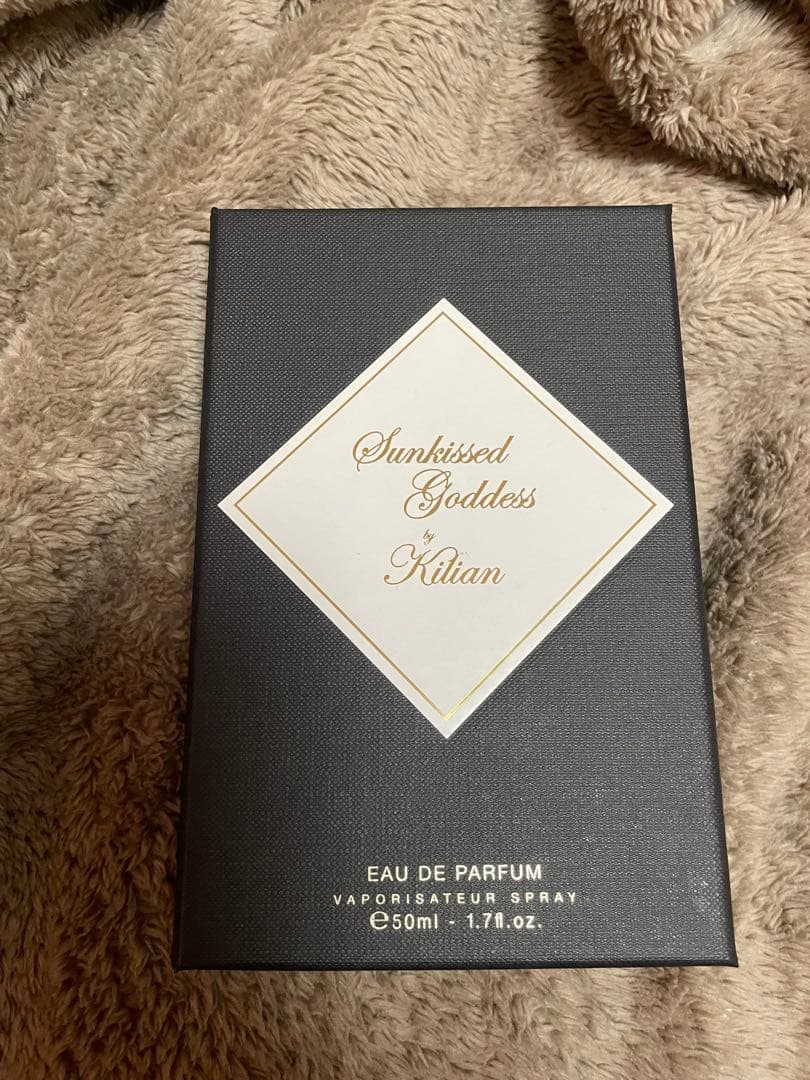 Sunkissed
Goddess
by
Kilian
EAU DE PARFUM
VAPORISATEUR SPRAY
℮50ml - 1.7fl.oz.